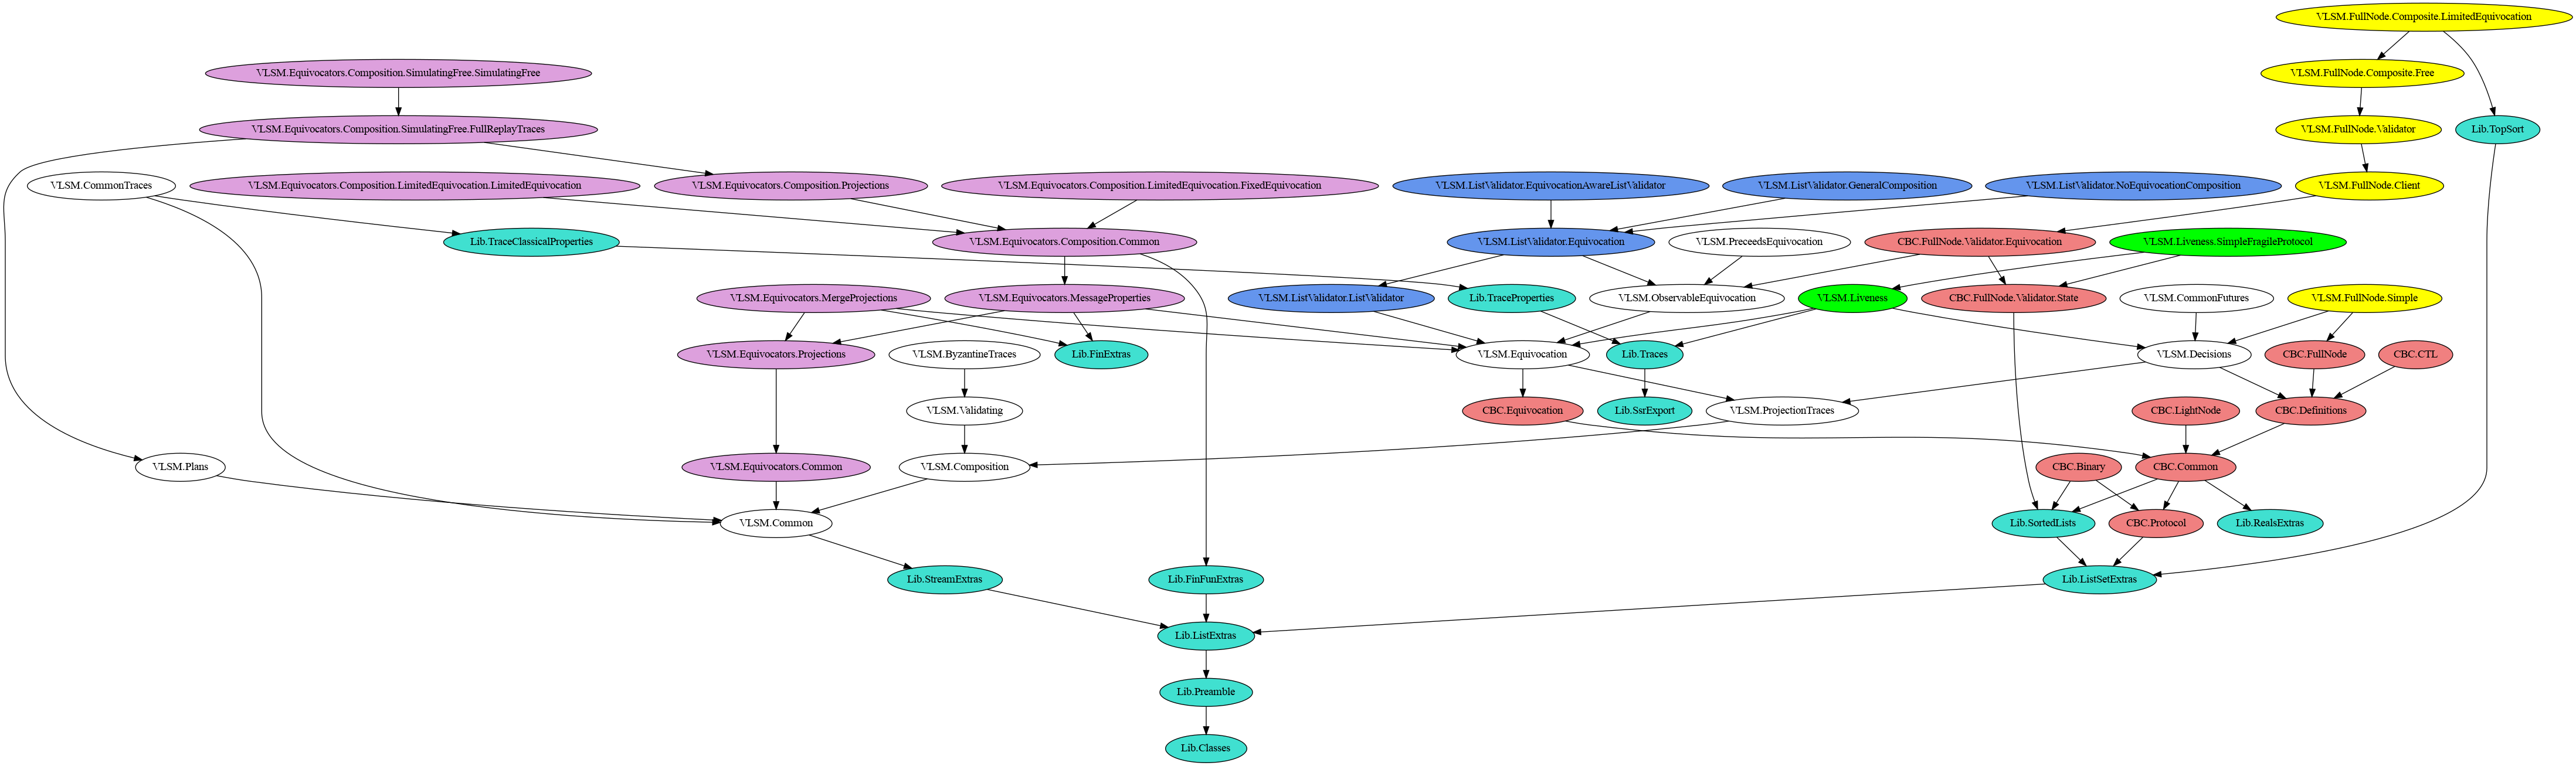 VLSM.FullNode.Composite.LimitedEquivocation
VLSM.Equivocators.Composition.SimulatingFree.SimulatingFree
VLSM.FullNode.Composite.Free
VLSM.Equivocators.Composition.SimulatingFree.FullReplayTraces
VLSM.FullNode.Validator
Lib.TopSort
VLSM.CommonTraces
VLSM.Equivocators.Composition.LimitedEquivocation.LimitedEquivocation
VLSM.Equivocators.Composition.Projections
VLSM.Equivocators.Composition.LimitedEquivocation.FixedEquivocation
VLSM.ListValidator.EquivocationAwareListValidator
VLSM.ListValidator.GeneralComposition
VLSM.ListValidator.NoEquivocationComposition
VLSM.FullNode.Client
Lib.TraceClassicalProperties
VLSM.Equivocators.Composition.Common
VLSM.ListValidator.Equivocation
VLSM.PreceedsEquivocation
CBC.FullNode.Validator.Equivocation
VLSM.Liveness.SimpleFragileProtocol
VLSM.Equivocators.MergeProjections
VLSM.Equivocators.MessageProperties
VLSM.ListValidator.ListValidator
Lib.TraceProperties
VLSM.ObservableEquivocation
VLSM.Liveness
CBC.FullNode.Validator.State
VLSM.CommonFutures
VLSM.FullNode.Simple
VLSM.Equivocators.Projections
VLSM.ByzantineTraces
Lib.FinExtras
VLSM.Equivocation
Lib.Traces
VLSM.Decisions
CBC.FullNode
CBC.CTL
VLSM.Validating
CBC.Equivocation
Lib.SsrExport
VLSM.ProjectionTraces
CBC.LightNode
CBC.Definitions
VLSM.Plans
VLSM.Equivocators.Common
VLSM.Composition
CBC.Binary
CBC.Common
VLSM.Common
Lib.SortedLists
CBC.Protocol
Lib.RealsExtras
Lib.StreamExtras
Lib.FinFunExtras
Lib.ListSetExtras
Lib.ListExtras
Lib.Preamble
Lib.Classes